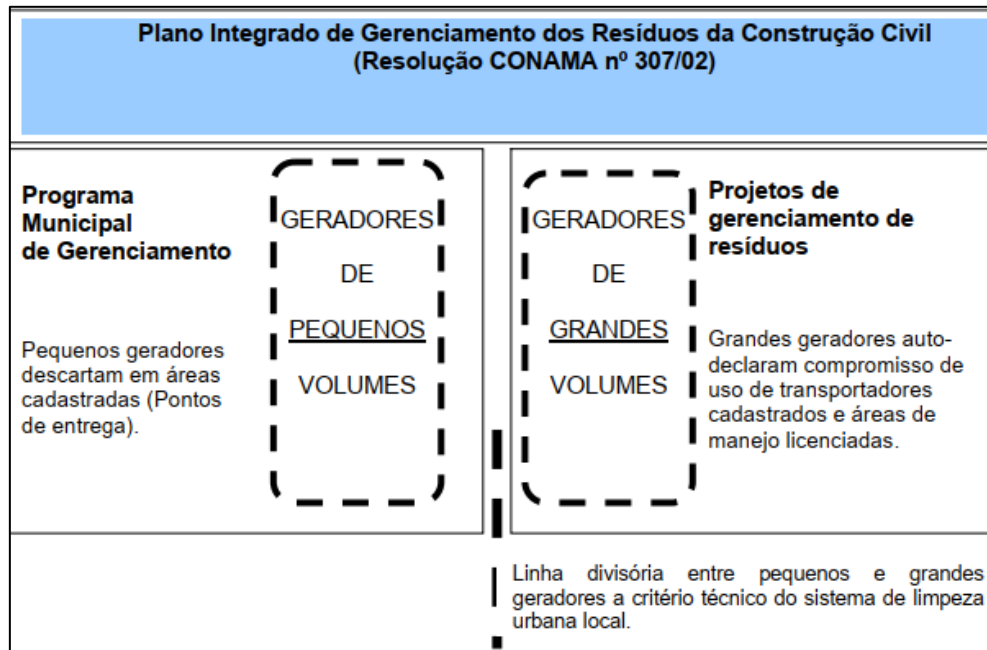 Plano Integrado de Gerenciamento dos Resíduos da Construção Civil
(Resolução CONAMA nº 307/02)
Programa
Municipal
de Gerenciamento
Pequenos geradores
descartam em áreas
cadastradas (Pontos
de entrega).
GERADORES
DE
PEQUENOS
VOLUMES
GERADORES
DE
GRANDES
VOLUMES
Projetos de
gerenciamento de
resíduos
Grandes geradores auto-
declaram compromisso de
uso de transportadores
cadastrados e áreas de
manejo licenciadas.
Linha divisória entre pequenos e grandes
geradores a critério técnico do sistema de limpeza
urbana local.